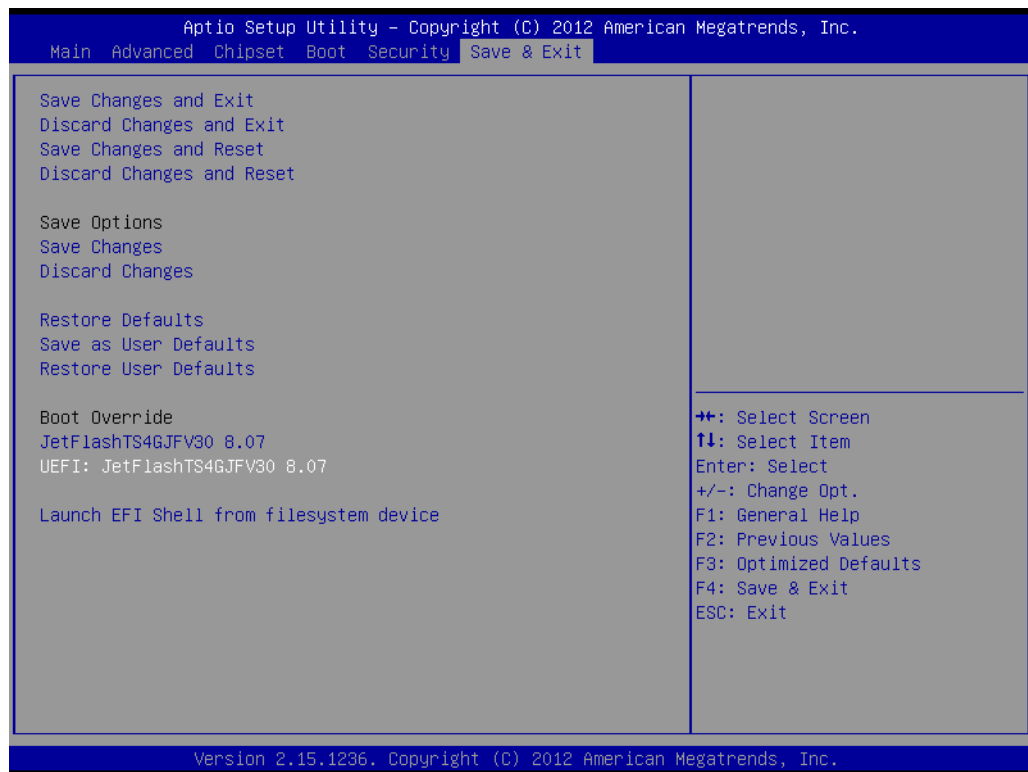 Aptio Setup Utility – Copyright (C) 2012 American Megatrends, Inc.
Main Advanced Chipset Boot Security Save & Exit
Save Changes and Exit
Discard Changes and Exit
Save Changes and Reset
Discard Changes and Reset
Save Options
Save Changes
Discard Changes
Restore Defaults
Save as User Defaults
Restore User Defaults
Boot Override
JetFlashTS4GJFV30 8.07
UEFI: JetFlashTS4GJFV30 8.07
Launch EFI Shell from filesystem device
→←: Select Screen
↑↓: Select Item
Enter: Select
+/-: Change Opt.
F1: General Help
F2: Previous Values
F3: Optimized Defaults
F4: Save & Exit
ESC: Exit
Version 2.15.1236. Copyright (C) 2012 American Megatrends, Inc.